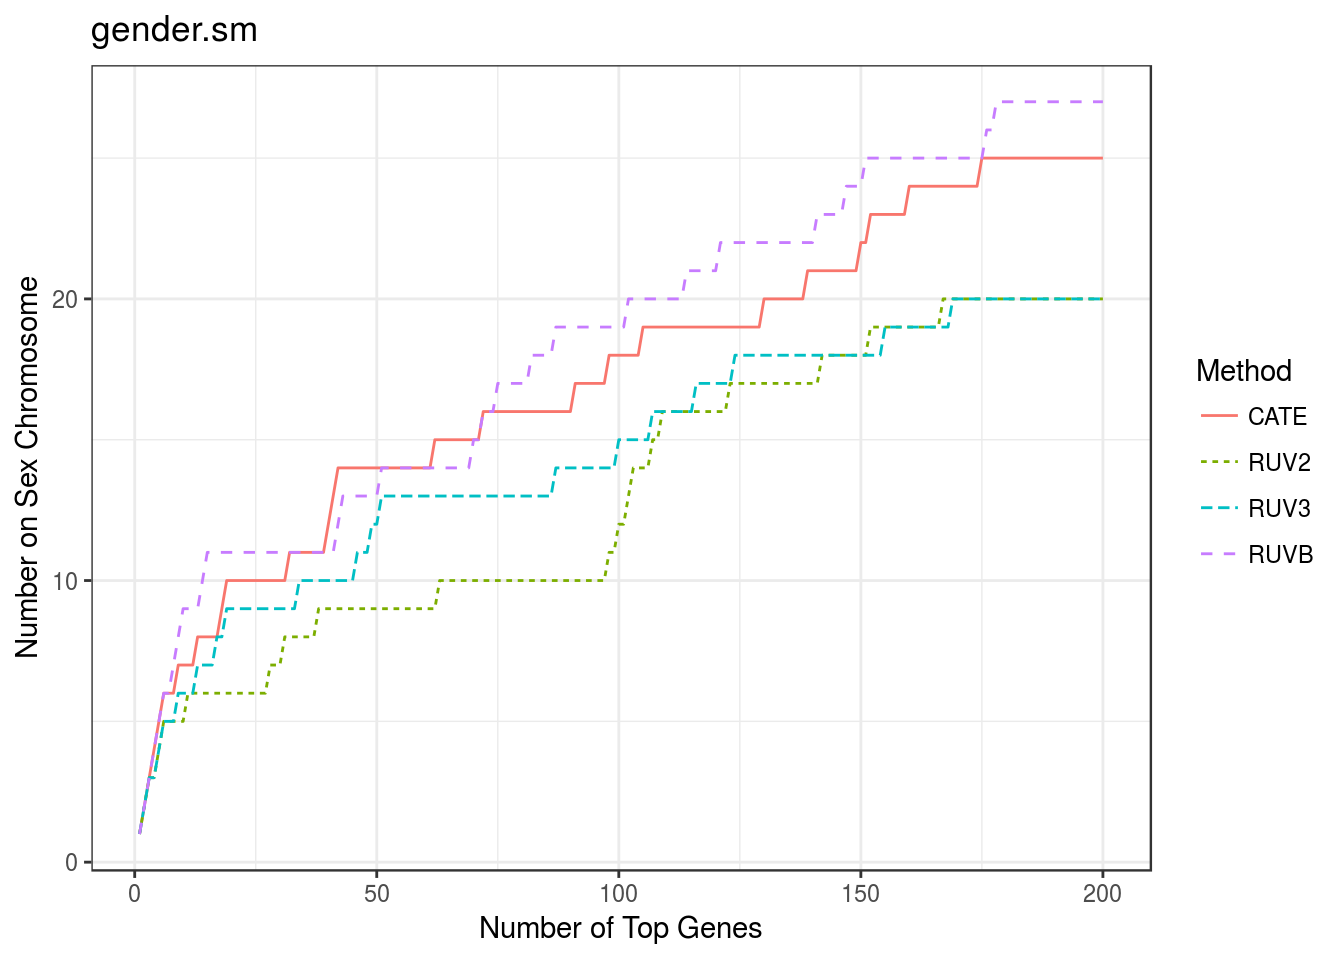 gender.sm
Number on Sex Chromosome
20
10
0
0 50 100 150 200
Number of Top Genes
Method
CATE
RUV2
RUV3
RUVB